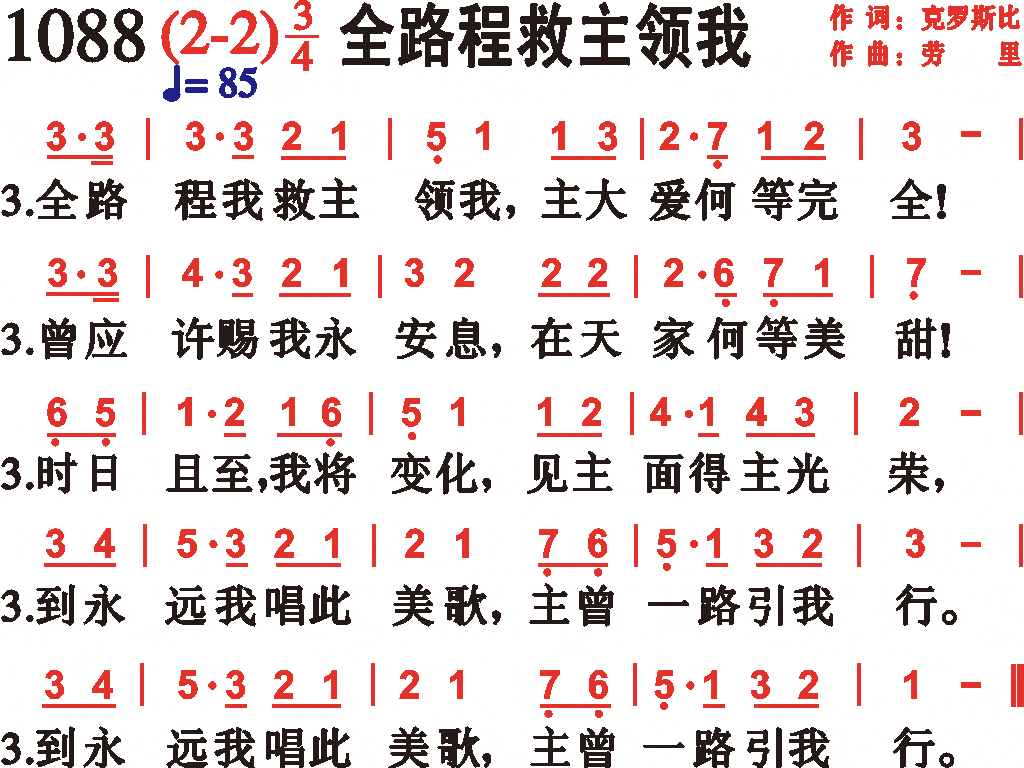 1088 (2-2) 3/4 全路程救主领我 作词：克罗斯比
♩= 85 作曲：劳里
3·3 | 3·3 2 1 | 5̣ 1 1 3 | 2·7̣ 1 2 | 3 − |
3.全路 程我救主 领我，主大 爱何等完 全！
3·3 | 4·3 2 1 | 3 2 2 2 | 2·6̣ 7̣ 1 | 7̣ − |
3.曾应 许赐我永 安息，在天 家何等美 甜！
6̣ 5̣ | 1·2 1 6̣ | 5̣ 1 1 2 | 4·1 4 3 | 2 − |
3.时日 且至，我将 变化，见主 面得主光 荣，
3 4 | 5·3 2 1 | 2 1 7̣ 6̣ | 5̣·1 3 2 | 3 − |
3.到永 远我唱此 美歌，主曾 一路引我 行。
3 4 | 5·3 2 1 | 2 1 7̣ 6̣ | 5̣·1 3 2 | 1 − ‖
3.到永 远我唱此 美歌，主曾 一路引我 行。